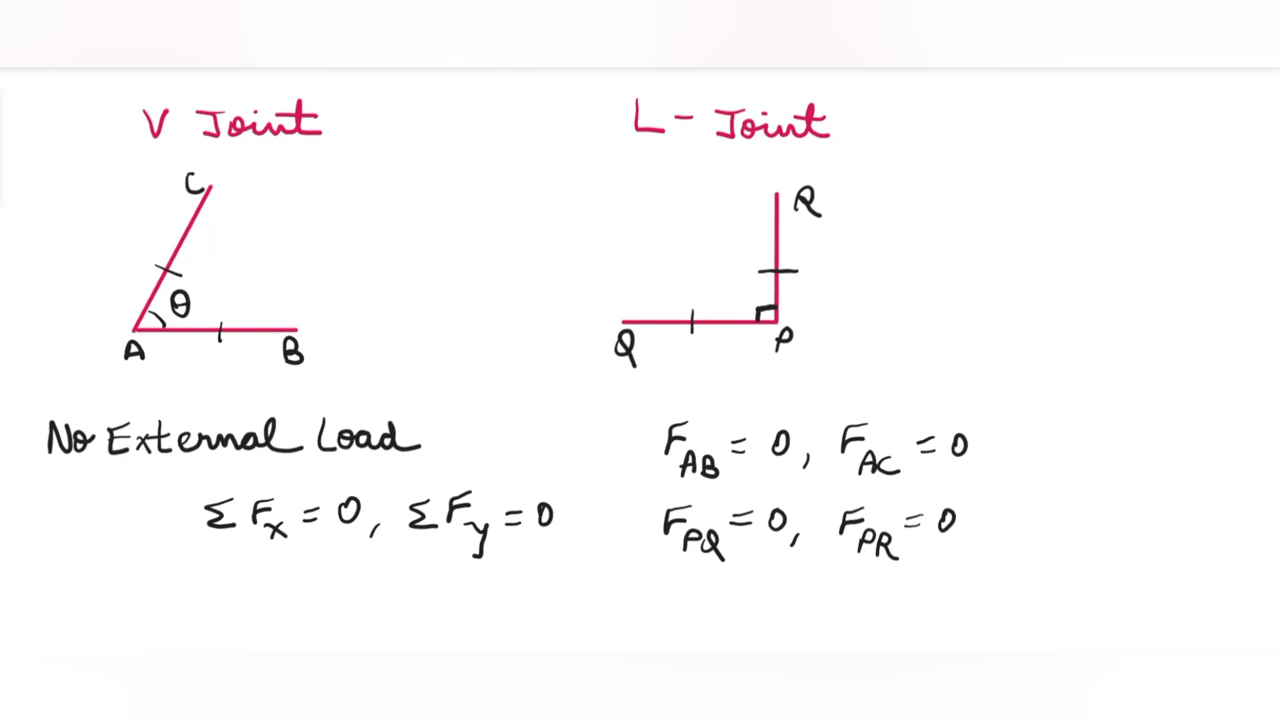 V Joint
L - Joint
C
θ
A
B
R
Q
P
No External Load
ΣF_x = 0, ΣF_y = 0
F_AB = 0, F_AC = 0
F_PQ = 0, F_PR = 0